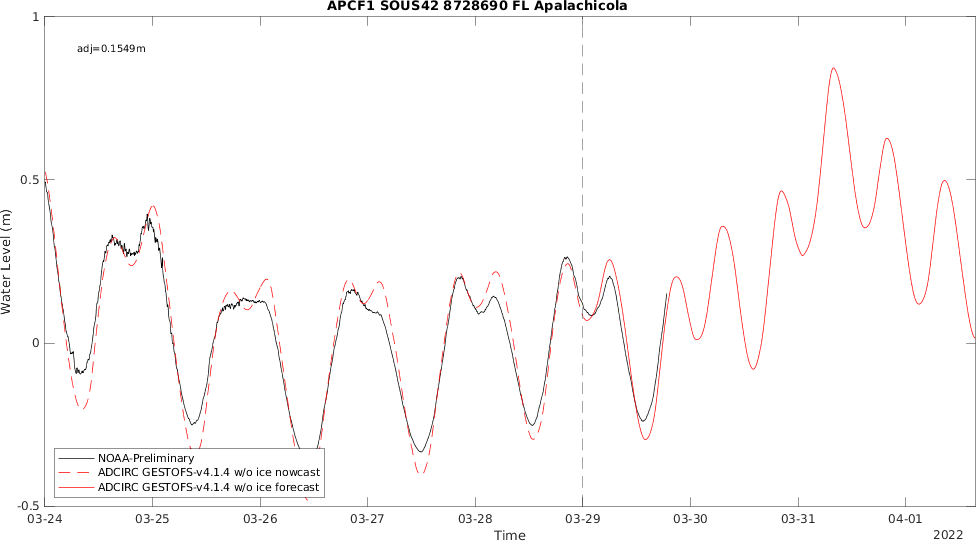 APCF1 SOUS42 8728690 FL Apalachicola
adj=0.1549m
1
0.5
0
-0.5
Water Level (m)
NOAA-Preliminary
ADCIRC GESTOFS-v4.1.4 w/o ice nowcast
ADCIRC GESTOFS-v4.1.4 w/o ice forecast
03-24 03-25 03-26 03-27 03-28 03-29 03-30 03-31 04-01
Time
2022